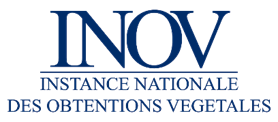 INOV
INSTANCE NATIONALE
DES OBTENTIONS VEGETALES